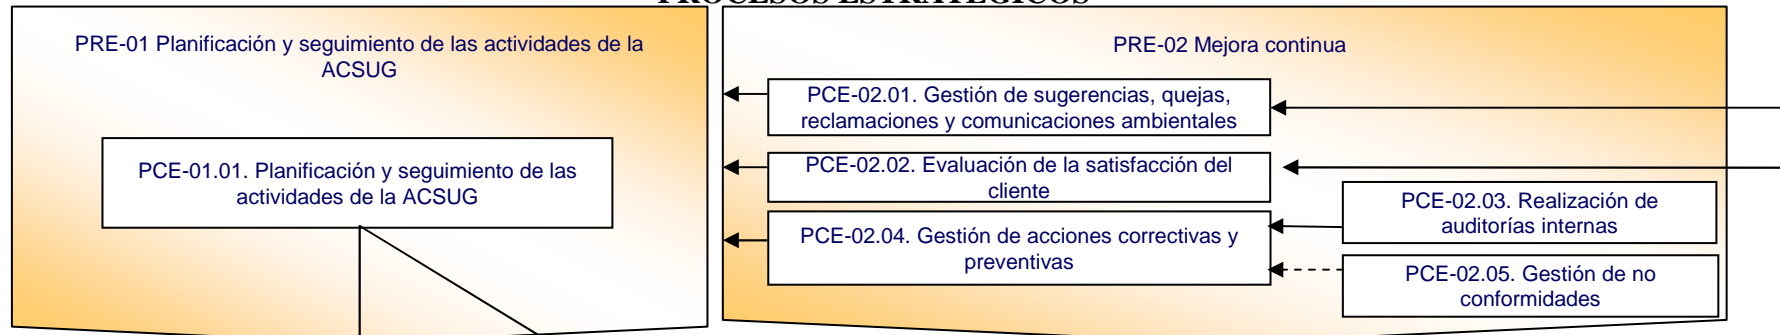 PROCESOS ESTRATÉGICOS
PRE-01 Planificación y seguimiento de las actividades de la
ACSUG
PCE-01.01. Planificación y seguimiento de las
actividades de la ACSUG
PRE-02 Mejora continua
PCE-02.01. Gestión de sugerencias, quejas,
reclamaciones y comunicaciones ambientales
PCE-02.02. Evaluación de la satisfacción del
cliente
PCE-02.03. Realización de
auditorías internas
PCE-02.04. Gestión de acciones correctivas y
preventivas
PCE-02.05. Gestión de no
conformidades